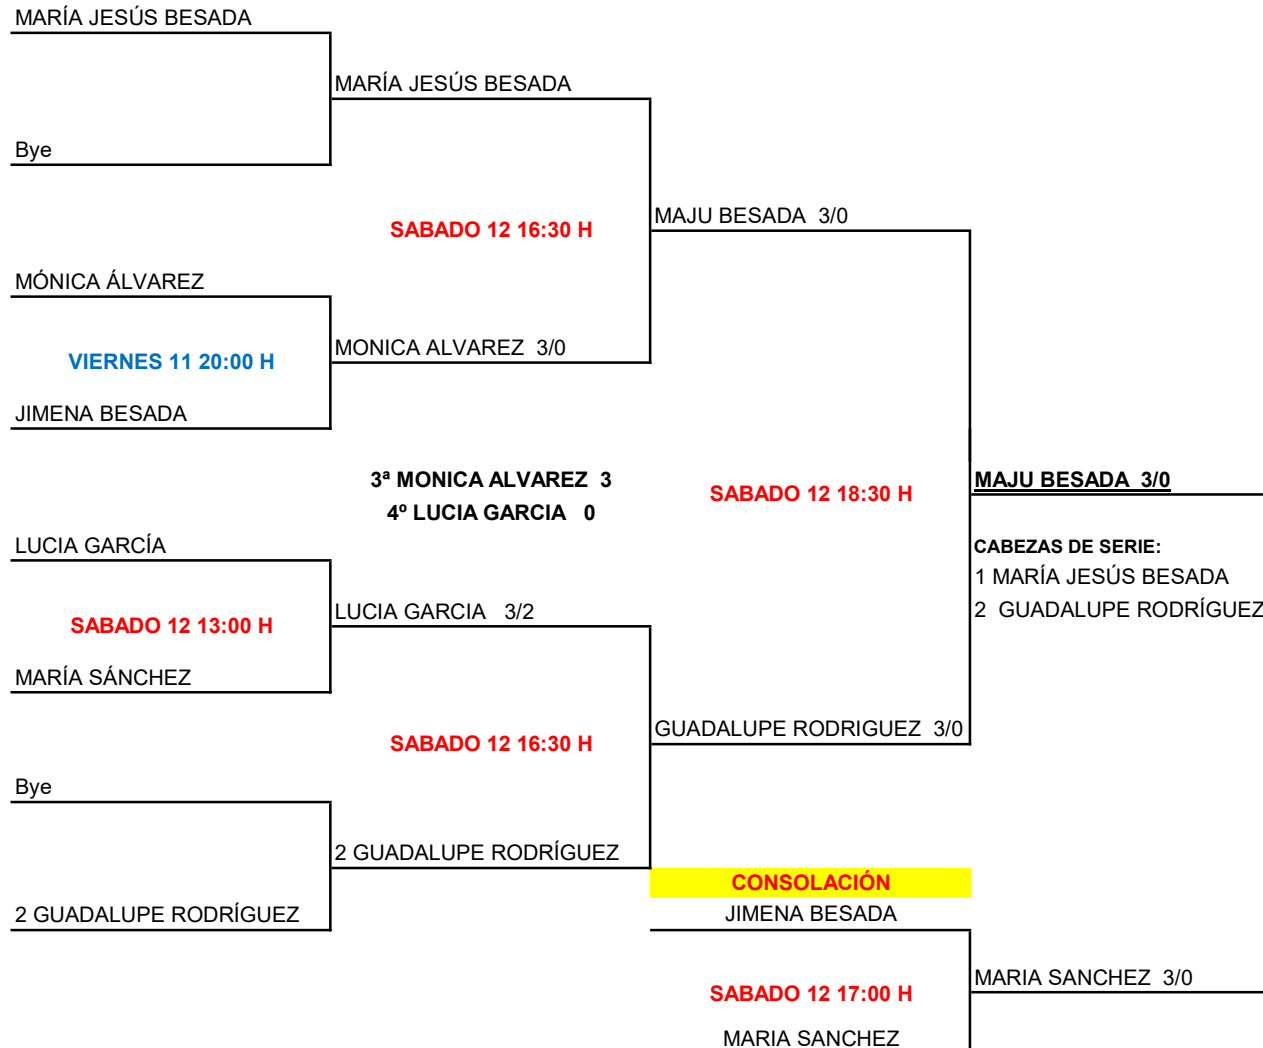 MARÍA JESÚS BESADA
MARÍA JESÚS BESADA
Bye
MAJU BESADA 3/0
SABADO 12 16:30 H
MÓNICA ÁLVAREZ
MONICA ALVAREZ 3/0
VIERNES 11 20:00 H
JIMENA BESADA
3ª MONICA ALVAREZ 3
4º LUCIA GARCIA 0
SABADO 12 18:30 H
MAJU BESADA 3/0
CABEZAS DE SERIE:
1 MARÍA JESÚS BESADA
2 GUADALUPE RODRÍGUEZ
LUCIA GARCÍA
LUCIA GARCIA 3/2
SABADO 12 13:00 H
MARÍA SÁNCHEZ
GUADALUPE RODRIGUEZ 3/0
SABADO 12 16:30 H
Bye
2 GUADALUPE RODRÍGUEZ
2 GUADALUPE RODRÍGUEZ
CONSOLACIÓN
JIMENA BESADA
MARIA SANCHEZ 3/0
SABADO 12 17:00 H
MARIA SANCHEZ